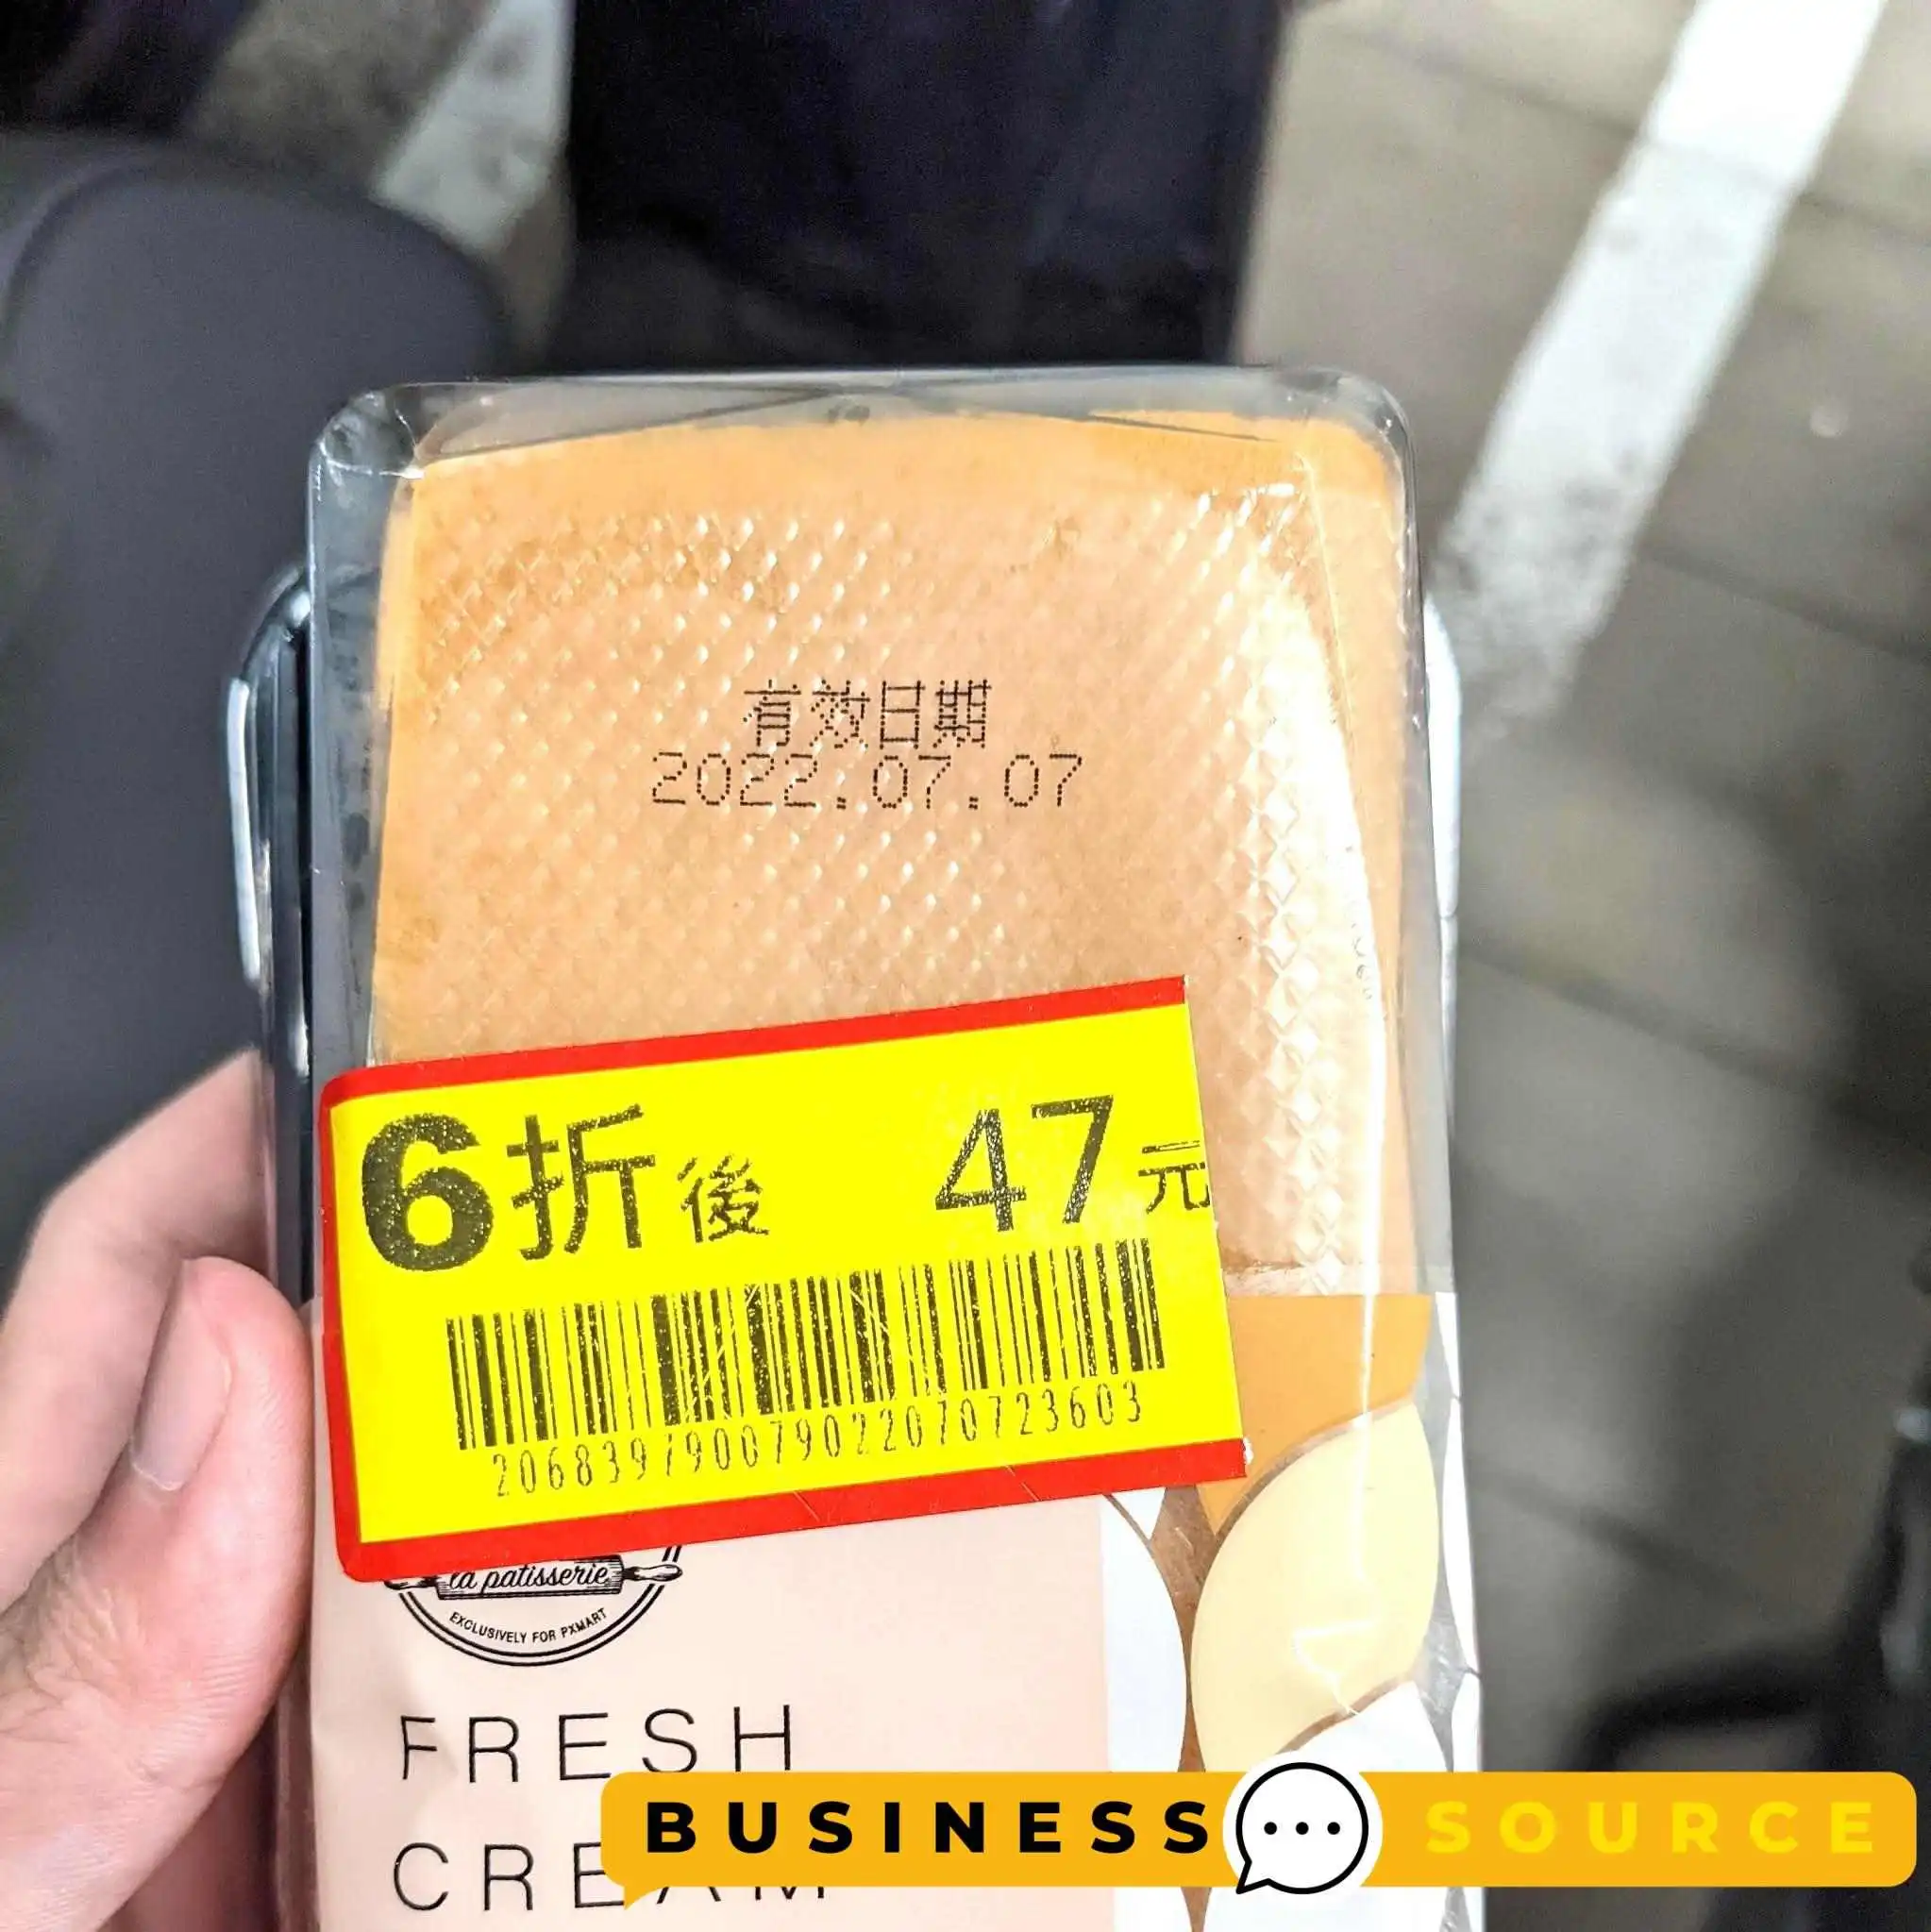 有效日期
2022.07.07
6折後 47元
la patisserie
EXCLUSIVELY FOR PXMART
FRESH
CREAM
BUSINESS SOURCE